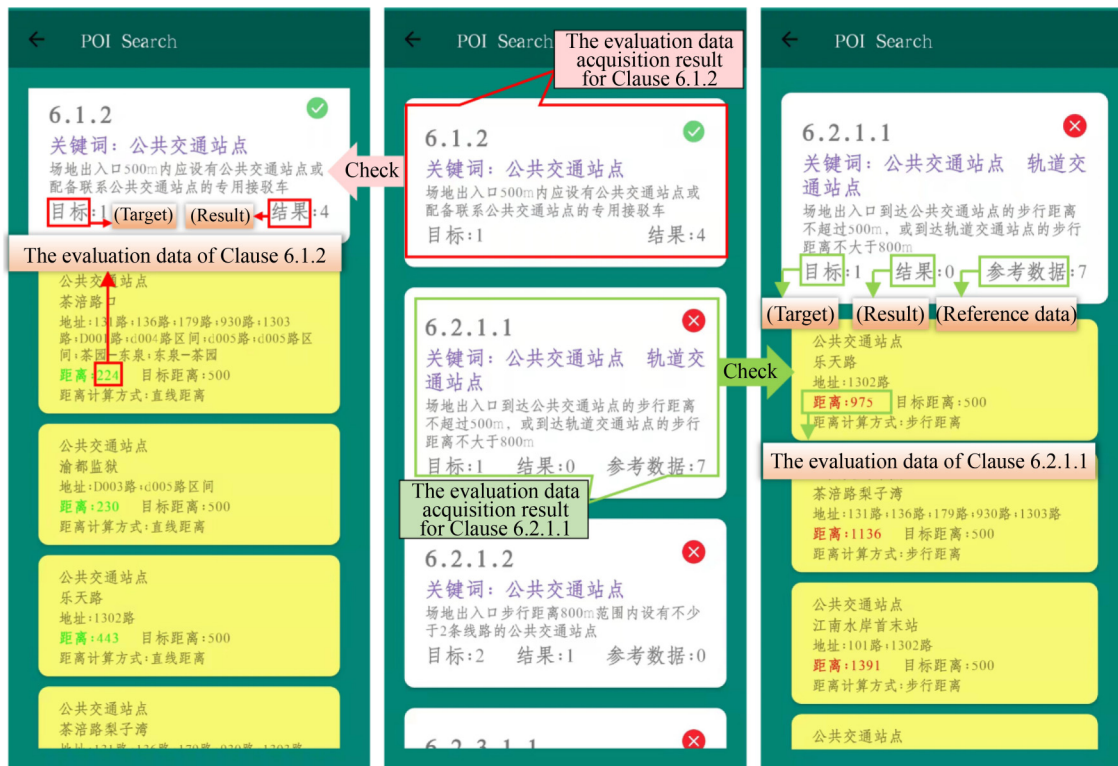 POI Search
6.1.2
关键词: 公共交通站点
场地出入口500m内应设有公共交通站点或
配备联系公共交通站点的专用接驳车
目标:1 (Target) (Result) 结果:4
The evaluation data of Clause 6.1.2
公共交通站点
茶涪路口
地址:131路;136路;179路;930路;1303
路;D001路;d004路区间;d005路;d005路区
间;茶园—东泉;东泉—茶园
距离:224 目标距离:500
距离计算方式:直线距离
公共交通站点
渝都监狱
地址:D003路;d005路区间
距离:230 目标距离:500
距离计算方式:直线距离
公共交通站点
乐天路
地址:1302路
距离:443 目标距离:500
距离计算方式:直线距离
公共交通站点
茶涪路梨子湾
POI Search
The evaluation data
acquisition result
for Clause 6.1.2
Check
6.1.2
关键词: 公共交通站点
场地出入口500m内应设有公共交通站点或
配备联系公共交通站点的专用接驳车
目标:1 结果:4
6.2.1.1
关键词: 公共交通站点 轨道交
通站点
场地出入口到达公共交通站点的步行距离
不超过500m, 或到达轨道交通站点的步行
距离不大于800m
目标:1 结果:0 参考数据:7
The evaluation data
acquisition result
for Clause 6.2.1.1
Check
6.2.1.2
关键词: 公共交通站点
场地出入口步行距离800m范围内设有不少
于2条线路的公共交通站点
目标:2 结果:1 参考数据:0
6.2.3.1.1
POI Search
6.2.1.1
关键词: 公共交通站点 轨道交
通站点
场地出入口到达公共交通站点的步行距离
不超过500m, 或到达轨道交通站点的步行
距离不大于800m
目标:1 结果:0 参考数据:7
(Target) (Result) (Reference data)
公共交通站点
乐天路
地址:1302路
距离:975 目标距离:500
距离计算方式:步行距离
The evaluation data of Clause 6.2.1.1
茶涪路梨子湾
地址:131路;136路;179路;930路;1303路
距离:1136 目标距离:500
距离计算方式:步行距离
公共交通站点
江南水岸首末站
地址:101路;1302路
距离:1391 目标距离:500
距离计算方式:步行距离
公共交通站点